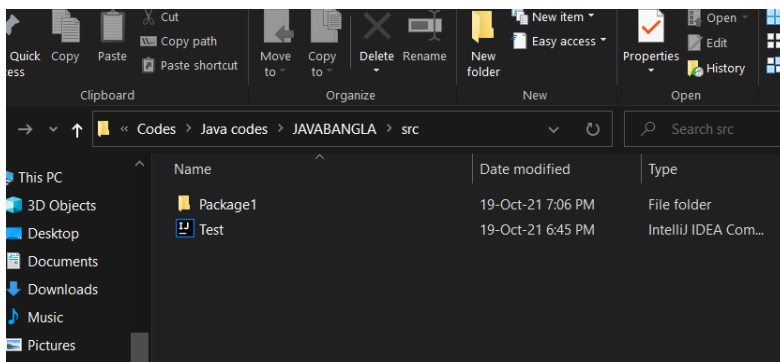 Cut
Copy path
Paste shortcut
Quick
ess
Copy
Paste
Move
to
Copy
to
Delete
Rename
New
folder
New item
Easy access
Properties
Open
Edit
History
Clipboard
Organize
New
Open
« Codes > Java codes > JAVABANGLA > src
Search src
Name
Date modified
Type
This PC
3D Objects
Desktop
Documents
Downloads
Music
Pictures
Package1
19-Oct-21 7:06 PM
File folder
IJ
Test
19-Oct-21 6:45 PM
IntelliJ IDEA Com...